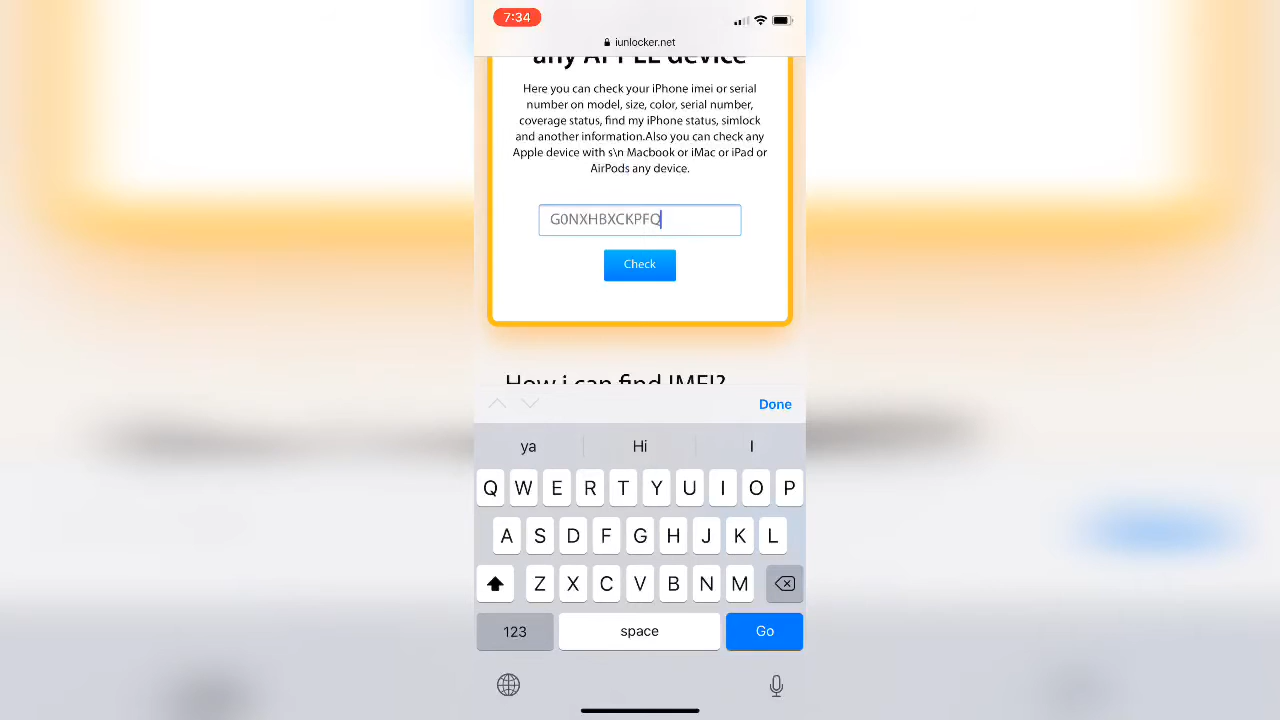 7:34
iunlocker.net
any APPLE device
Here you can check your iPhone imei or serial
number on model, size, color, serial number,
coverage status, find my iPhone status, simlock
and another information.Also you can check any
Apple device with s\n Macbook or iMac or iPad or
AirPods any device.
G0NXHBXCKPFQ
Check
How i can find IMEI?
Done
ya Hi I
Q W E R T Y U I O P
A S D F G H J K L
Z X C V B N M
123 space Go